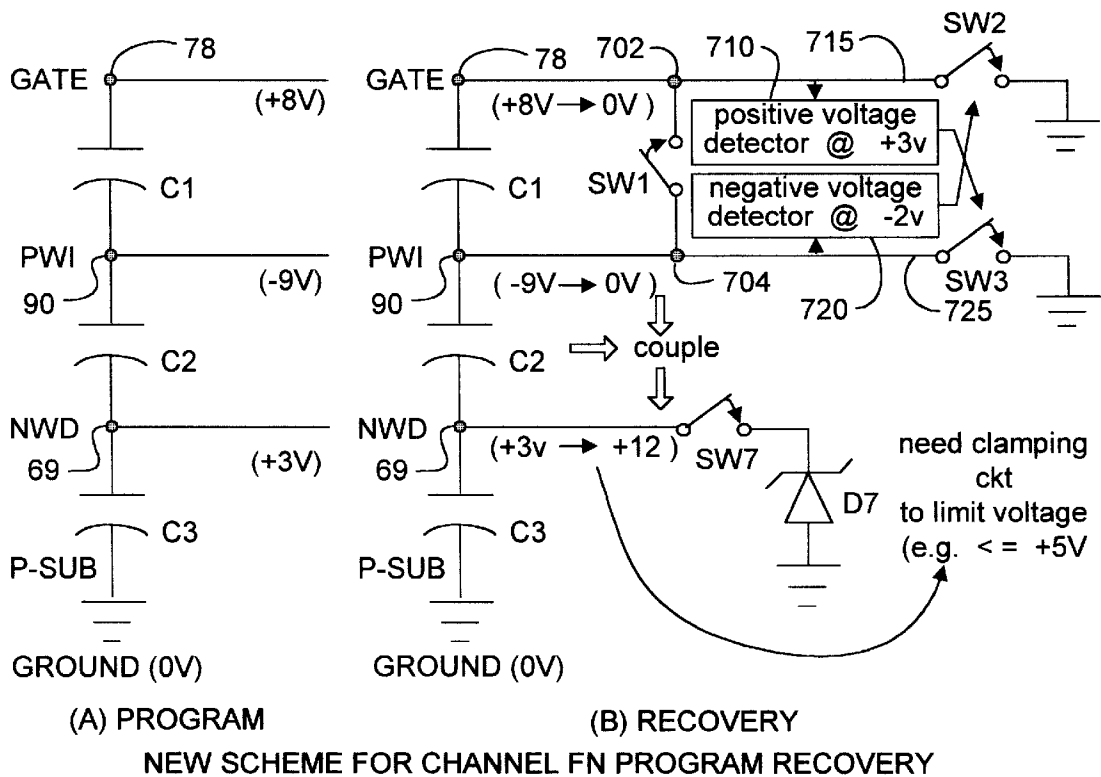 78
GATE
(+8V)
C1
PWI
90
(-9V)
C2
NWD
69
(+3V)
C3
P-SUB
GROUND (0V)
(A) PROGRAM
78
702
710
715
SW2
GATE
(+8V→ 0V )
positive voltage
detector @ +3v
C1
SW1
negative voltage
detector @ -2v
PWI
90
(-9V→ 0V )
704
720
725
SW3
couple
C2
NWD
69
(+3v → +12 )
SW7
D7
need clamping
ckt
to limit voltage
(e.g. < = +5V
C3
P-SUB
GROUND (0V)
(B) RECOVERY
NEW SCHEME FOR CHANNEL FN PROGRAM RECOVERY